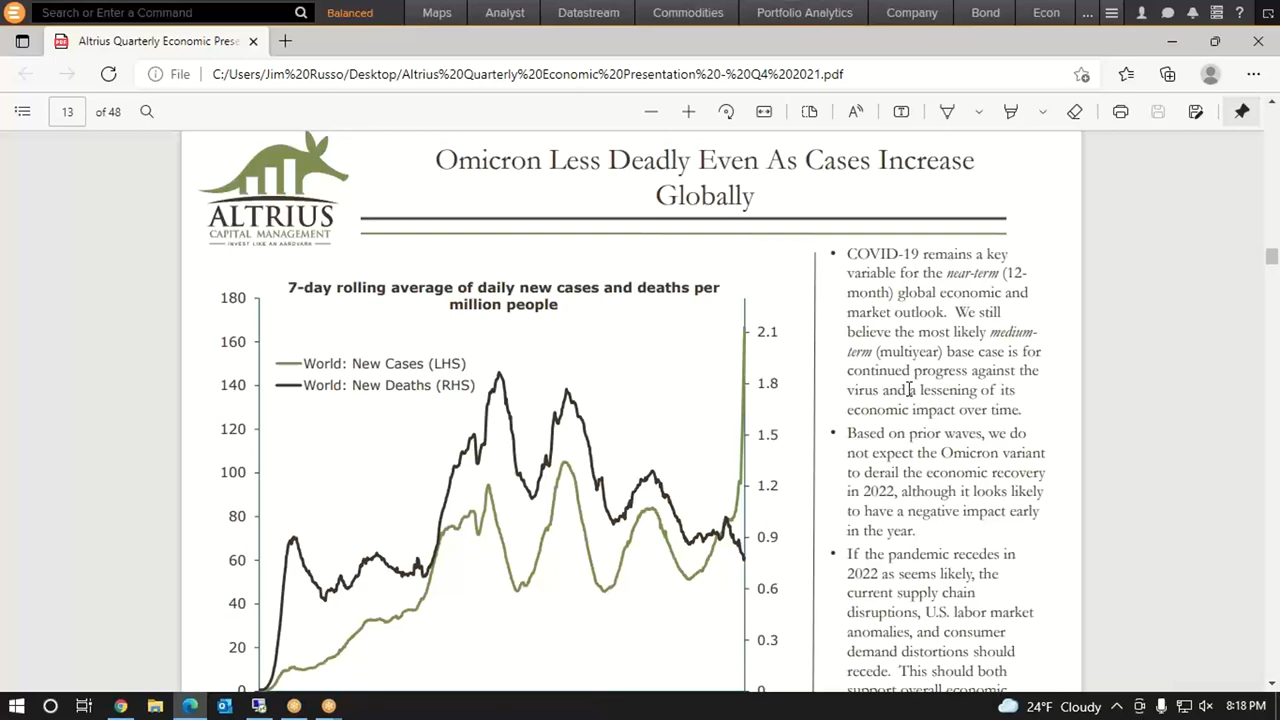 Search or Enter a Command
Balanced
Maps
Analyst
Datastream
Commodities
Portfolio Analytics
Company
Bond
Econ
...
?
Altrius Quarterly Economic Prese
File
C:/Users/Jim%20Russo/Desktop/Altrius%20Quarterly%20Economic%20Presentation%20-%20Q4%202021.pdf
13 of 48
ALTRIUS
CAPITAL MANAGEMENT
INVEST LIKE AN AARDVARK
Omicron Less Deadly Even As Cases Increase
Globally
7-day rolling average of daily new cases and deaths per
million people
World: New Cases (LHS)
World: New Deaths (RHS)
180
160
140
120
100
80
60
40
20
0
2.1
1.8
1.5
1.2
0.9
0.6
0.3
0
• COVID-19 remains a key
variable for the near-term (12-
month) global economic and
market outlook. We still
believe the most likely medium-
term (multiyear) base case is for
continued progress against the
virus and a lessening of its
economic impact over time.
• Based on prior waves, we do
not expect the Omicron variant
to derail the economic recovery
in 2022, although it looks likely
to have a negative impact early
in the year.
• If the pandemic recedes in
2022 as seems likely, the
current supply chain
disruptions, U.S. labor market
anomalies, and consumer
demand distortions should
recede. This should both
support overall economic
24°F Cloudy
8:18 PM